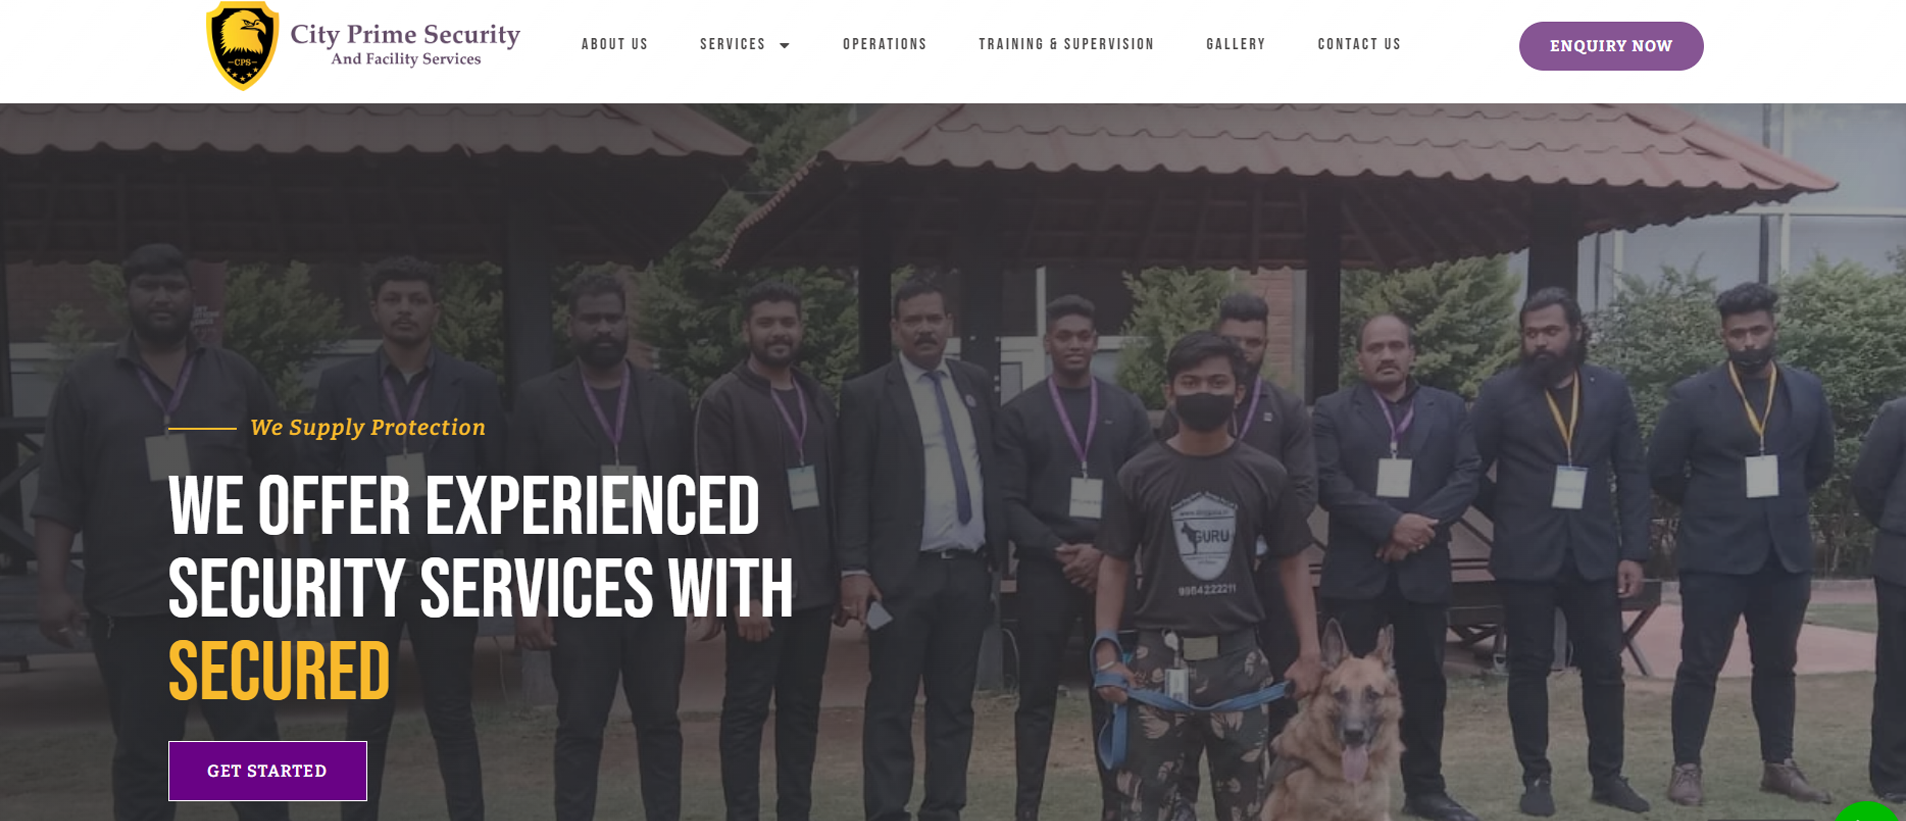 CPS
City Prime Security
And Facility Services
ABOUT US
SERVICES
OPERATIONS
TRAINING & SUPERVISION
GALLERY
CONTACT US
ENQUIRY NOW
We Supply Protection
WE OFFER EXPERIENCED
SECURITY SERVICES WITH
SECURED
GET STARTED
GURU